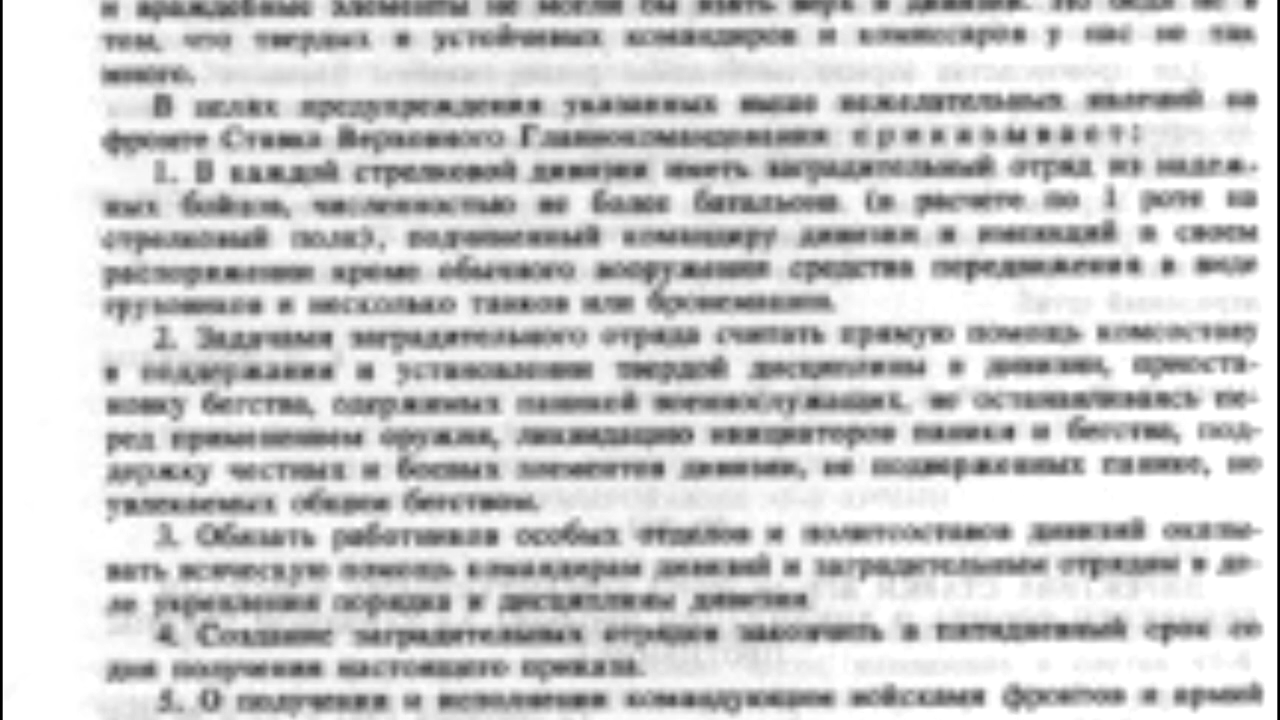 и враждебные элементы не могли бы взять верх в дивизии. Но беда не в
том, что твердых и устойчивых командиров и комиссаров у нас не так
много.
В целях предупреждения указанных выше нежелательных явлений на
фронте Ставка Верховного Главнокомандования приказывает:
1. В каждой стрелковой дивизии иметь заградительный отряд из надеж-
ных бойцов, численностью не более батальона (в расчете по 1 роте на
стрелковый полк), подчиненный командиру дивизии и имеющий в своем
распоряжении кроме обычного вооружения средства передвижения в виде
грузовиков и несколько танков или бронемашин.
2. Задачами заградительного отряда считать прямую помощь комсоставу
в поддержании и установлении твердой дисциплины в дивизии, приоста-
новку бегства, одержимых паникой военнослужащих, не останавливаясь пе-
ред применением оружия, ликвидацию инициаторов паники и бегства, под-
держку честных и боевых элементов дивизии, не подверженных панике, но
увлекаемых общим бегством.
3. Обязать работников особых отделов и политсоставов дивизий оказы-
вать всяческую помощь командирам дивизий и заградительным отрядам в де-
ле укрепления порядка и дисциплины дивизии
4. Создание заградительных отрядов закончить в пятидневный срок со
дня получения настоящего приказа.
5. О получении и исполнении командующим войсками фронтов и армий